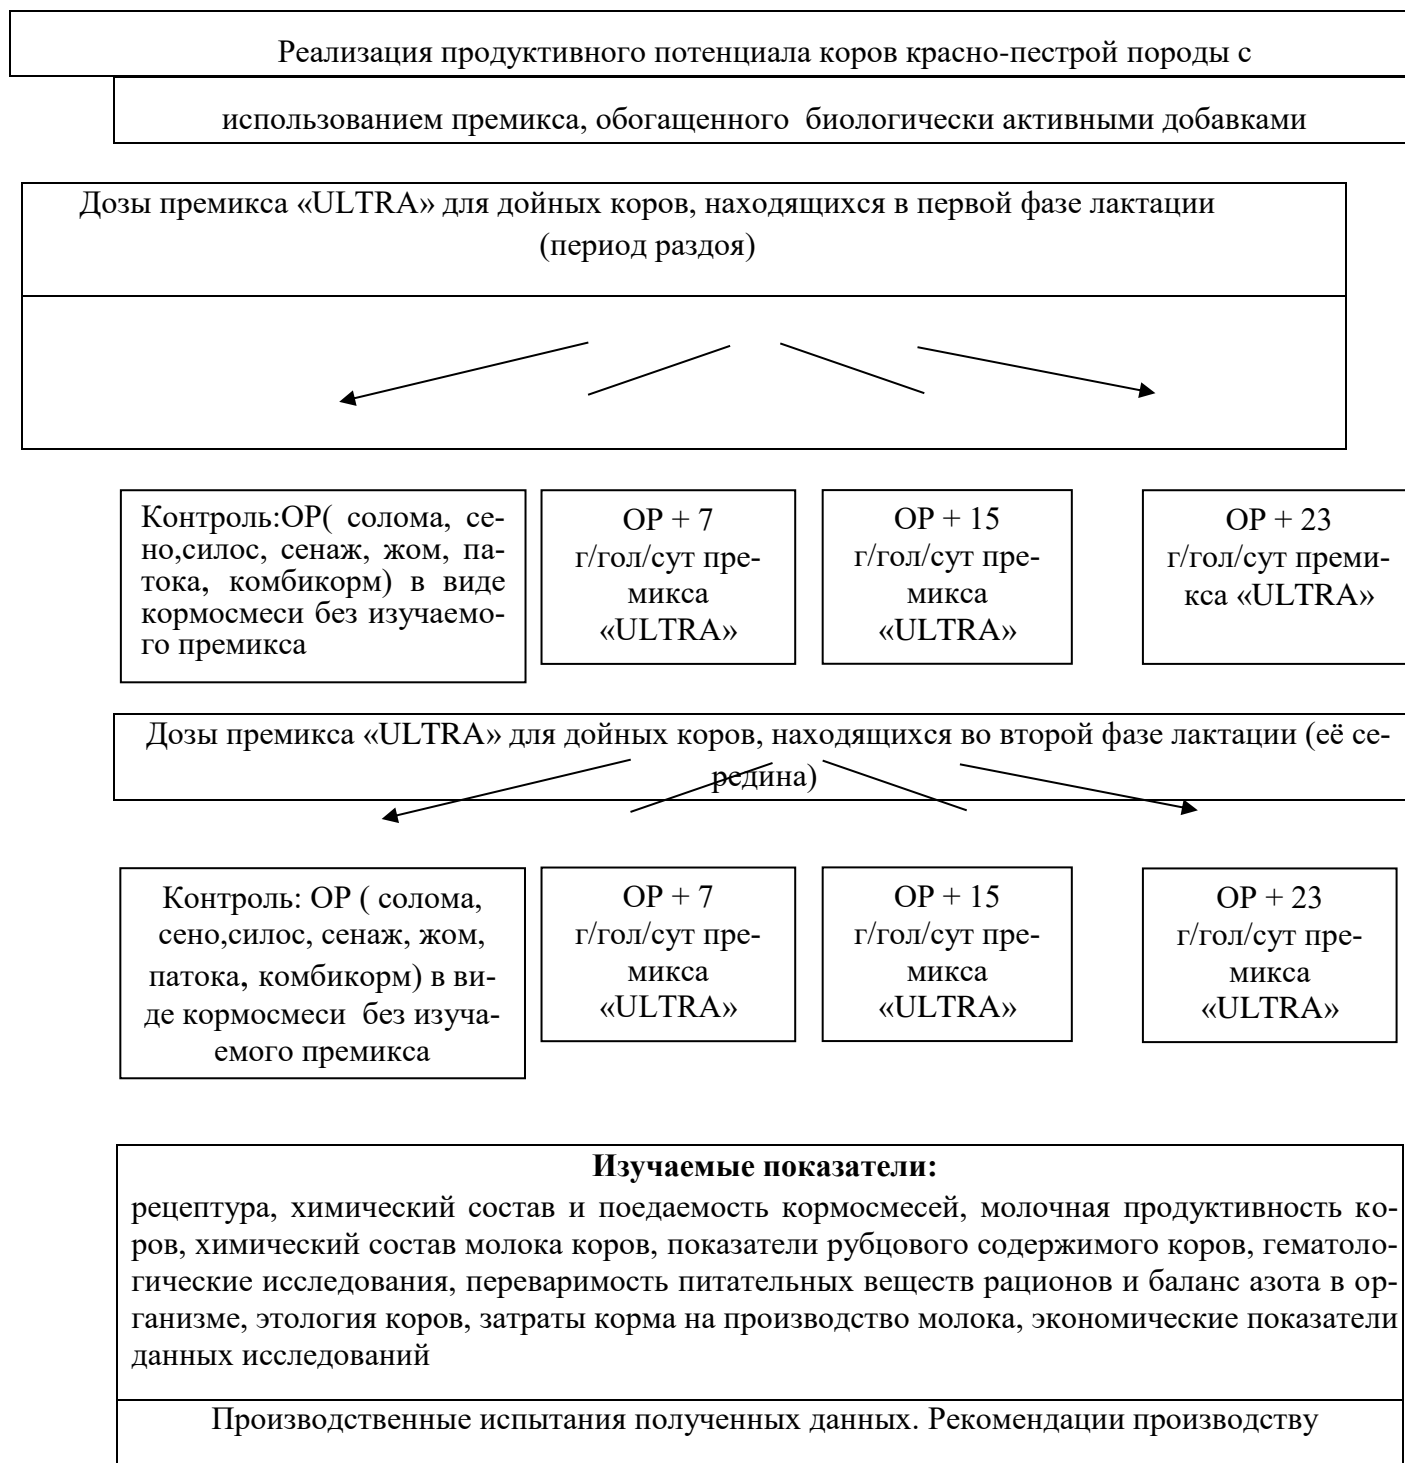 Реализация продуктивного потенциала коров красно-пестрой породы с
использованием премикса, обогащенного биологически активными добавками
Дозы премикса «ULTRA» для дойных коров, находящихся в первой фазе лактации
(период раздоя)
Контроль:ОР( солома, се-
но,силос, сенаж, жом, па-
тока, комбикорм) в виде
кормосмеси без изучаемо-
го премикса
ОР + 7
г/гол/сут пре-
микса
«ULTRA»
ОР + 15
г/гол/сут пре-
микса
«ULTRA»
ОР + 23
г/гол/сут преми-
кса «ULTRA»
Дозы премикса «ULTRA» для дойных коров, находящихся во второй фазе лактации (её се-
редина)
Контроль: ОР ( солома,
сено,силос, сенаж, жом,
патока, комбикорм) в ви-
де кормосмеси без изуча-
емого премикса
ОР + 7
г/гол/сут пре-
микса
«ULTRA»
ОР + 15
г/гол/сут пре-
микса
«ULTRA»
ОР + 23
г/гол/сут пре-
микса
«ULTRA»
Изучаемые показатели:
рецептура, химический состав и поедаемость кормосмесей, молочная продуктивность ко-
ров, химический состав молока коров, показатели рубцового содержимого коров, гематоло-
гические исследования, переваримость питательных веществ рационов и баланс азота в ор-
ганизме, этология коров, затраты корма на производство молока, экономические показатели
данных исследований
Производственные испытания полученных данных. Рекомендации производству